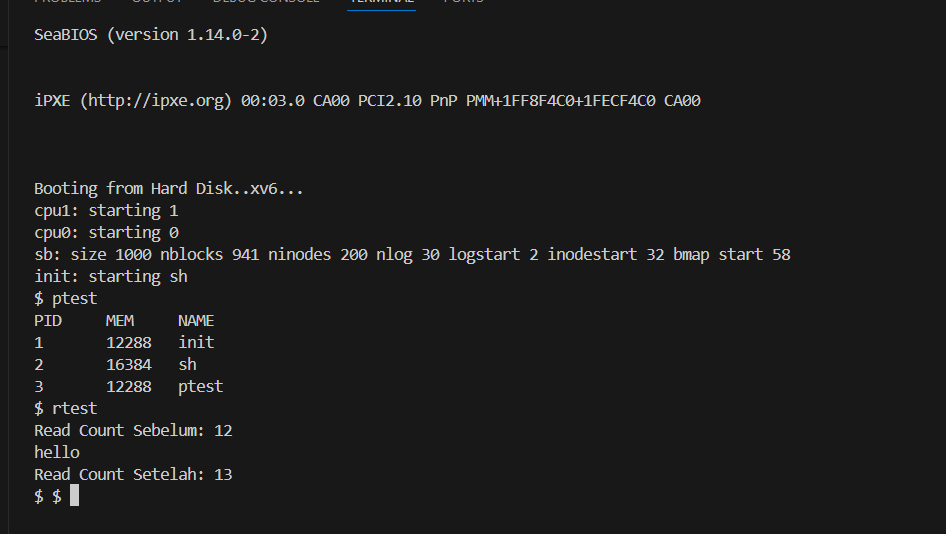 PROBLEMS OUTPUT DEBUG CONSOLE TERMINAL PORTS
SeaBIOS (version 1.14.0-2)
iPXE (http://ipxe.org) 00:03.0 CA00 PCI2.10 PnP PMM+1FF8F4C0+1FECF4C0 CA00
Booting from Hard Disk..xv6...
cpu1: starting 1
cpu0: starting 0
sb: size 1000 nblocks 941 ninodes 200 nlog 30 logstart 2 inodestart 32 bmap start 58
init: starting sh
$ ptest
PID MEM NAME
1 12288 init
2 16384 sh
3 12288 ptest
$ rtest
Read Count Sebelum: 12
hello
Read Count Setelah: 13
$ $